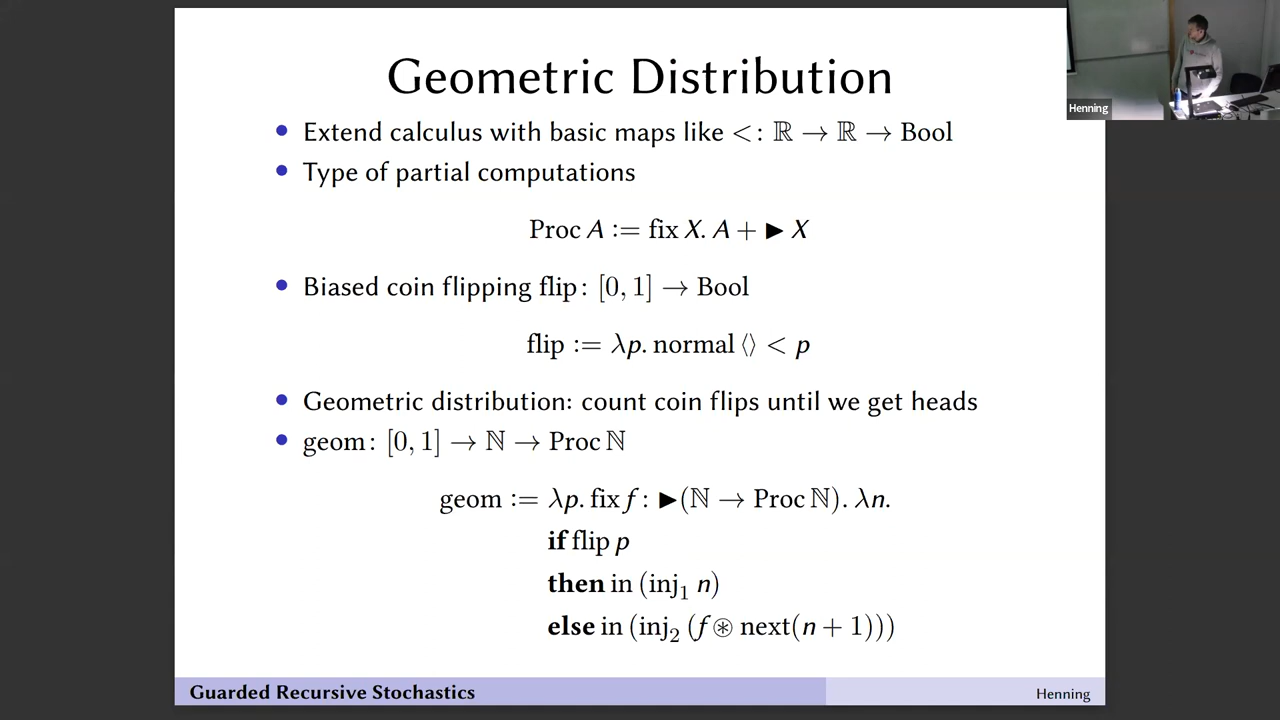 Geometric Distribution
• Extend calculus with basic maps like <: ℝ → ℝ → Bool
• Type of partial computations
Proc A := fix X. A + ▶ X
• Biased coin flipping flip: [0, 1] → Bool
flip := λp. normal ⟨⟩ < p
• Geometric distribution: count coin flips until we get heads
• geom: [0, 1] → ℕ → Proc ℕ
geom := λp. fix f : ▶(ℕ → Proc ℕ). λn.
if flip p
then in (inj₁ n)
else in (inj₂ (f ⊛ next(n + 1)))
Guarded Recursive Stochastics
Henning
Henning